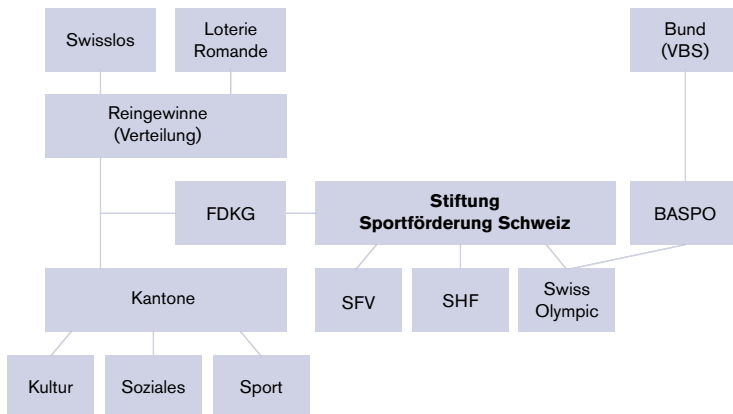 Swisslos
Loterie
Romande
Bund
(VBS)
Reingewinne
(Verteilung)
FDKG
Stiftung
Sportförderung Schweiz
BASPO
Kantone
SFV
SHF
Swiss
Olympic
Kultur
Soziales
Sport